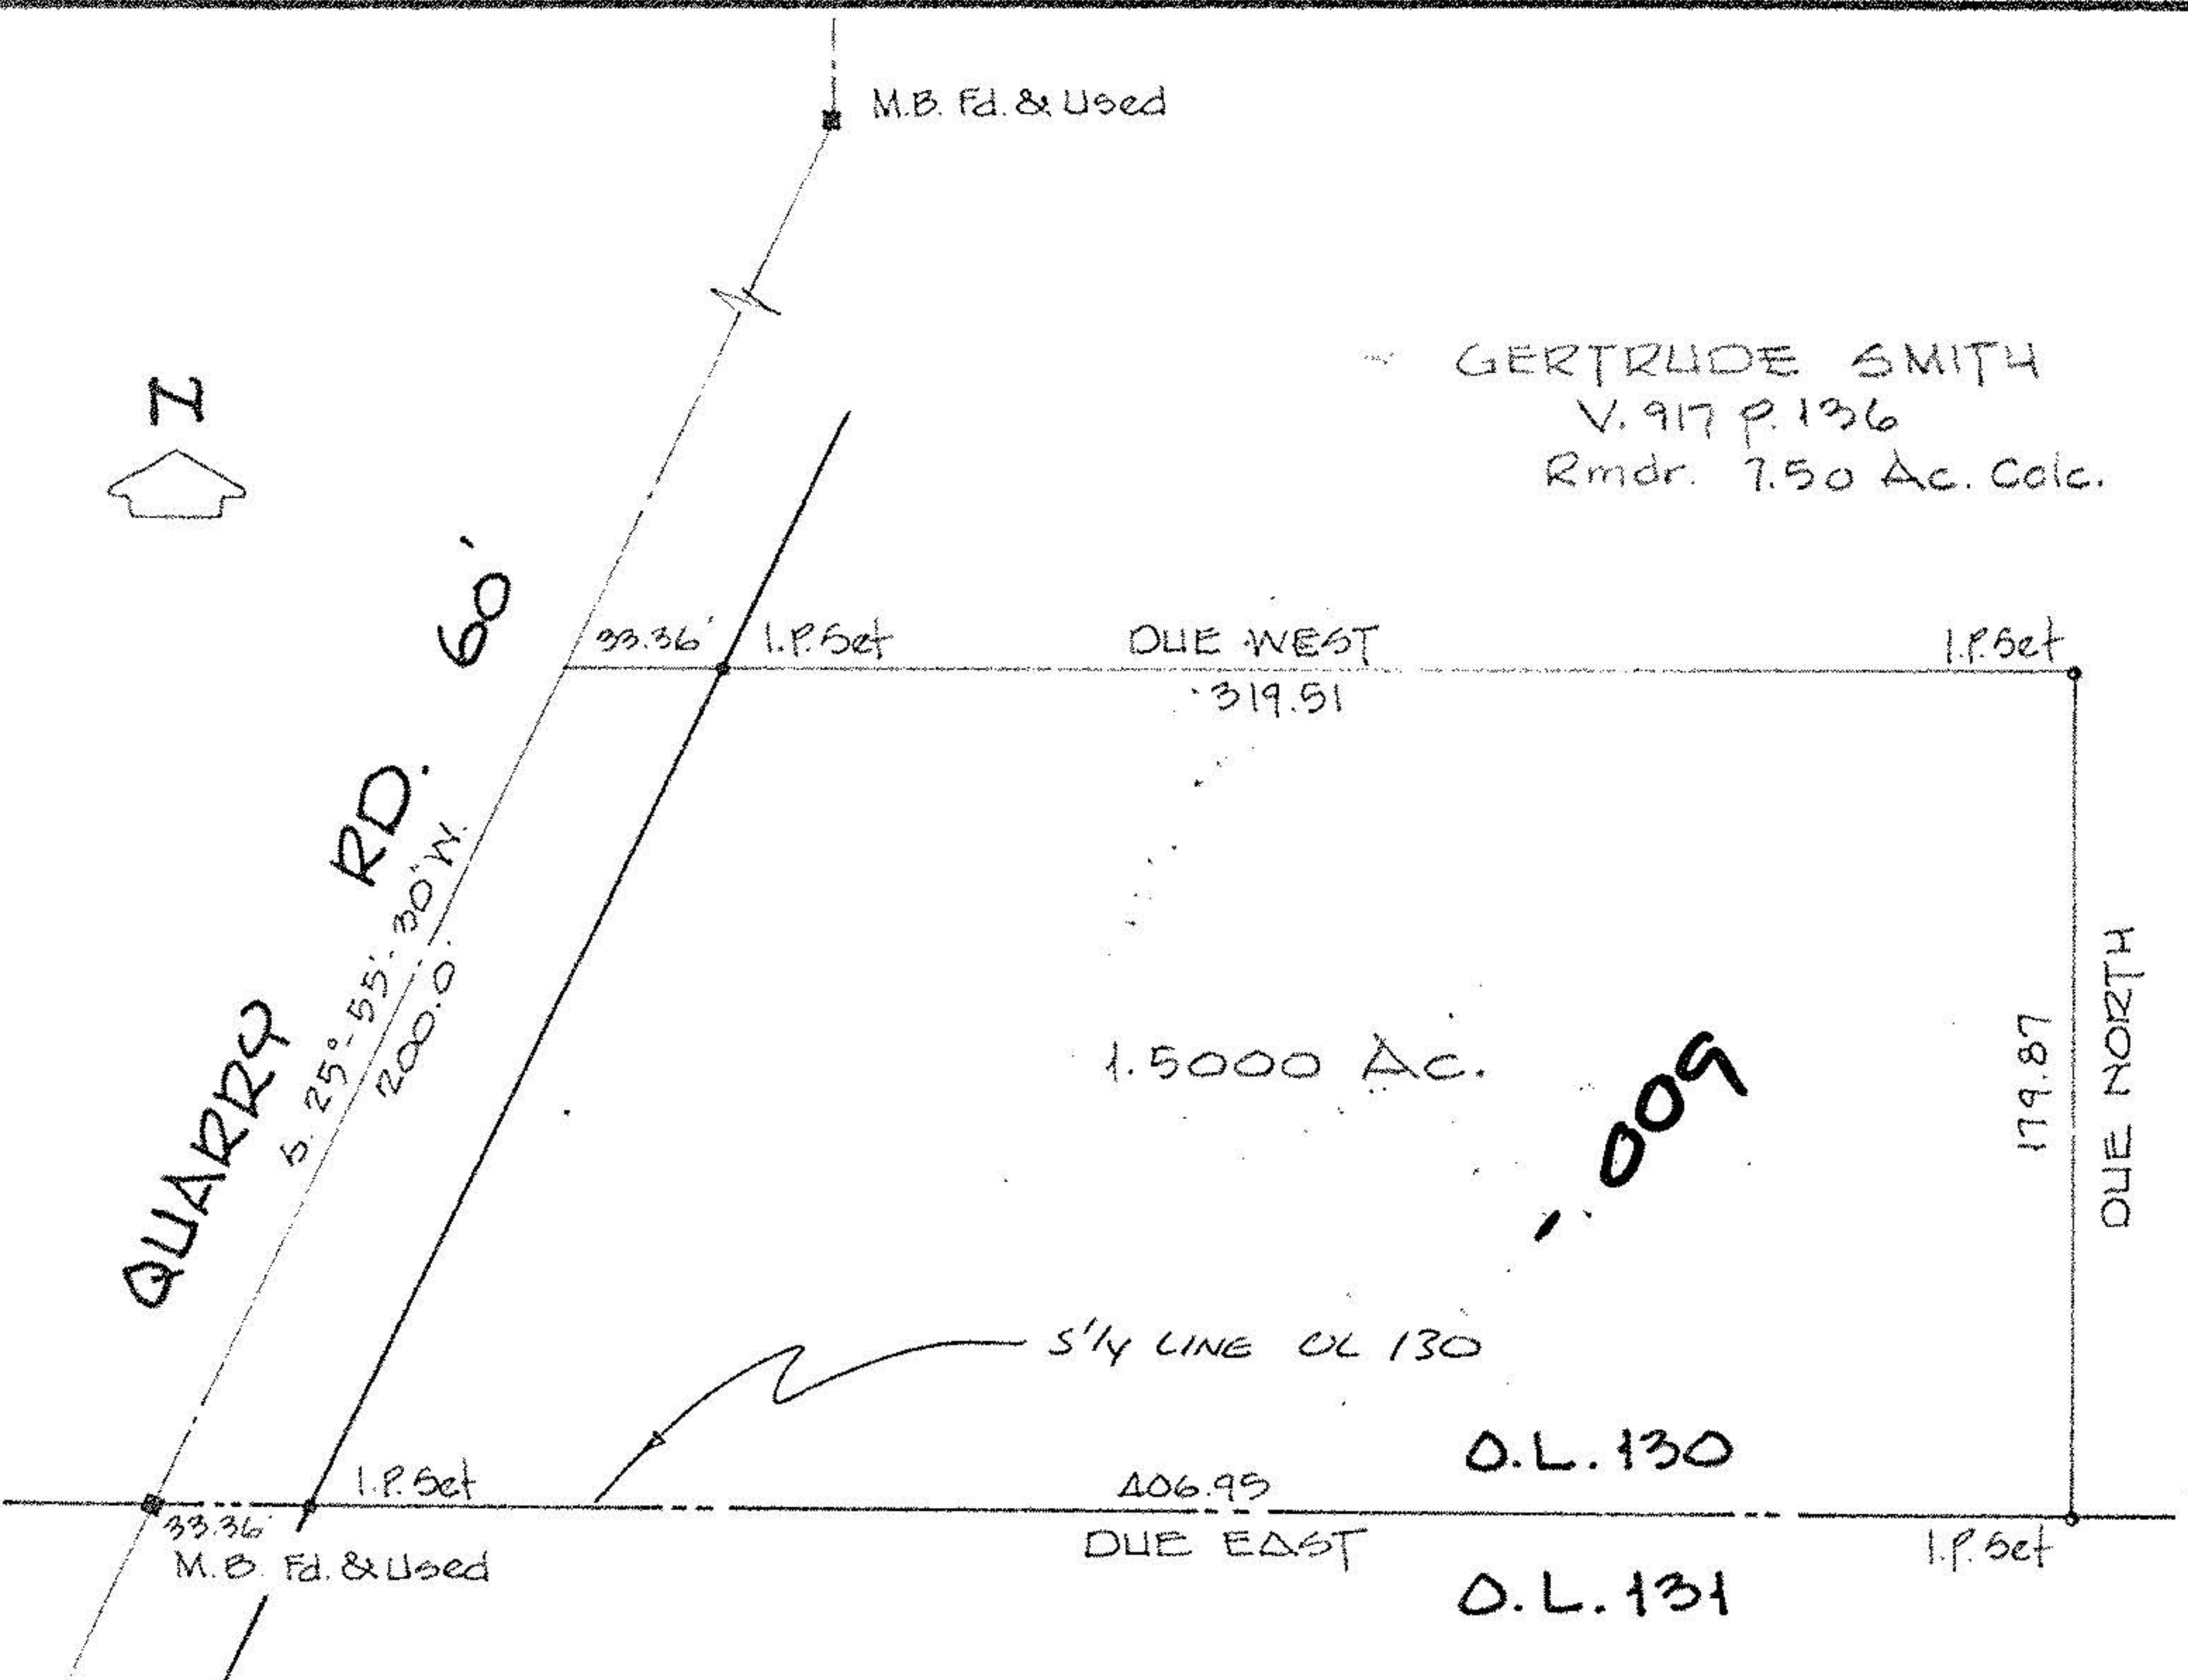 M.B. Fd. & Used
N
GERTRUDE SMITH
V. 917 P. 136
Rmdr. 7.50 Ac. Calc.
QUARRY RD. 60'
33.36'
I.P. Set
DUE WEST
319.51
I.P. Set
S. 25°-55'-30"W.
200.0'
1.5000 Ac.
-.009
179.87
DUE NORTH
S'ly LINE OL 130
O.L. 130
I.P. Set
406.95
33.36'
DUE EAST
I.P. Set
M.B. Fd. & Used
O.L. 131